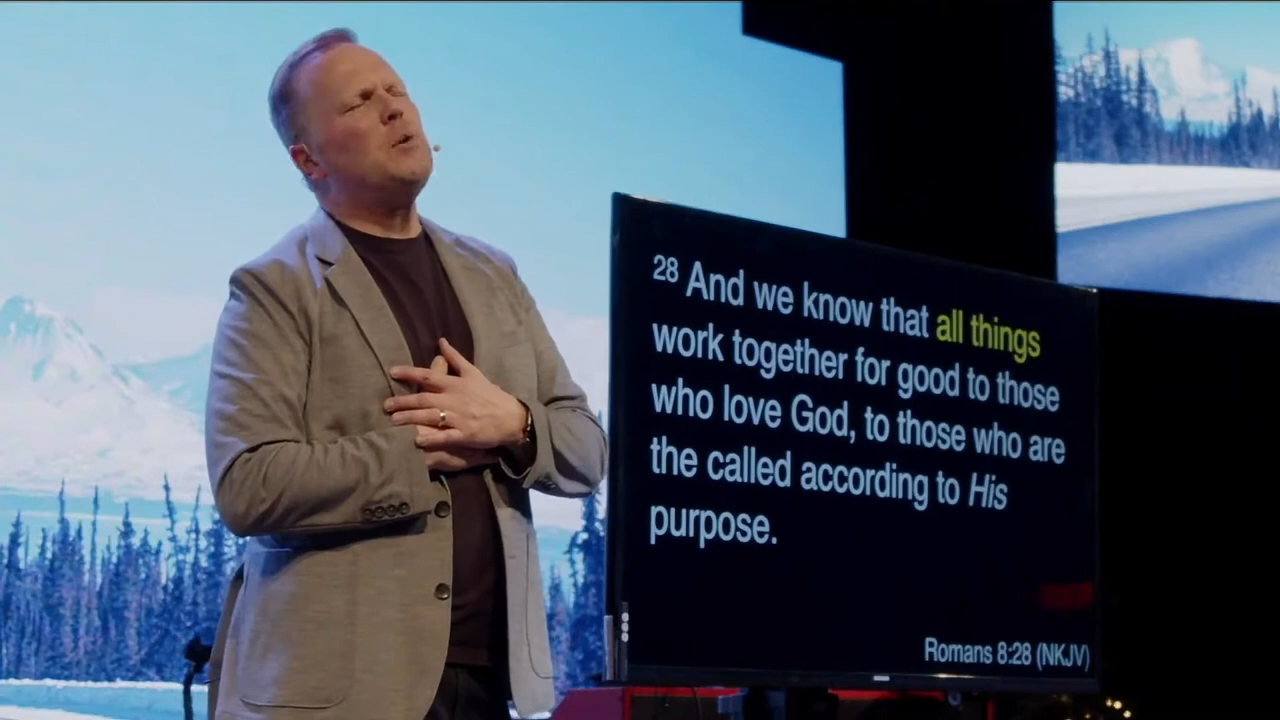 28 And we know that all things
work together for good to those
who love God, to those who are
the called according to His
purpose.
Romans 8:28 (NKJV)